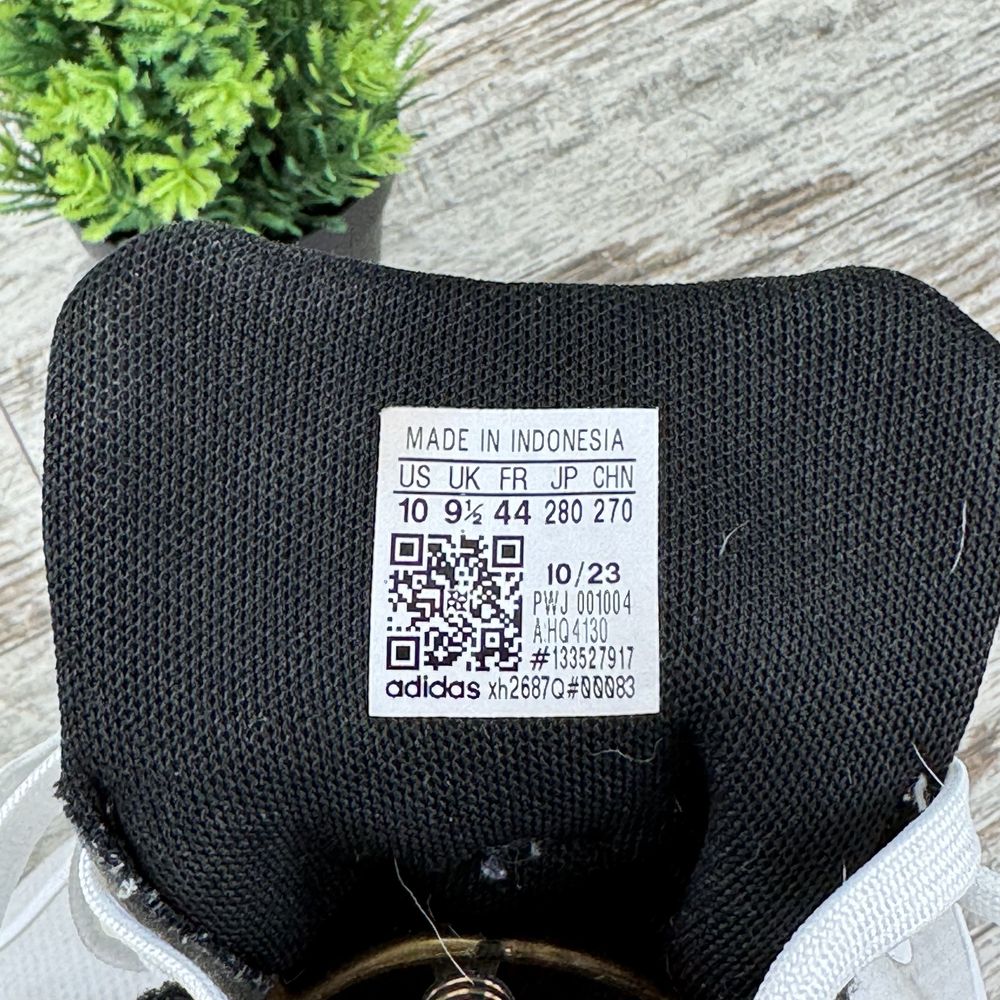 MADE IN INDONESIA
US UK FR JP CHN
10 9½ 44 280 270
10/23
PWJ 001004
A:HQ4130
#133527917
adidas xh2687Q#00083